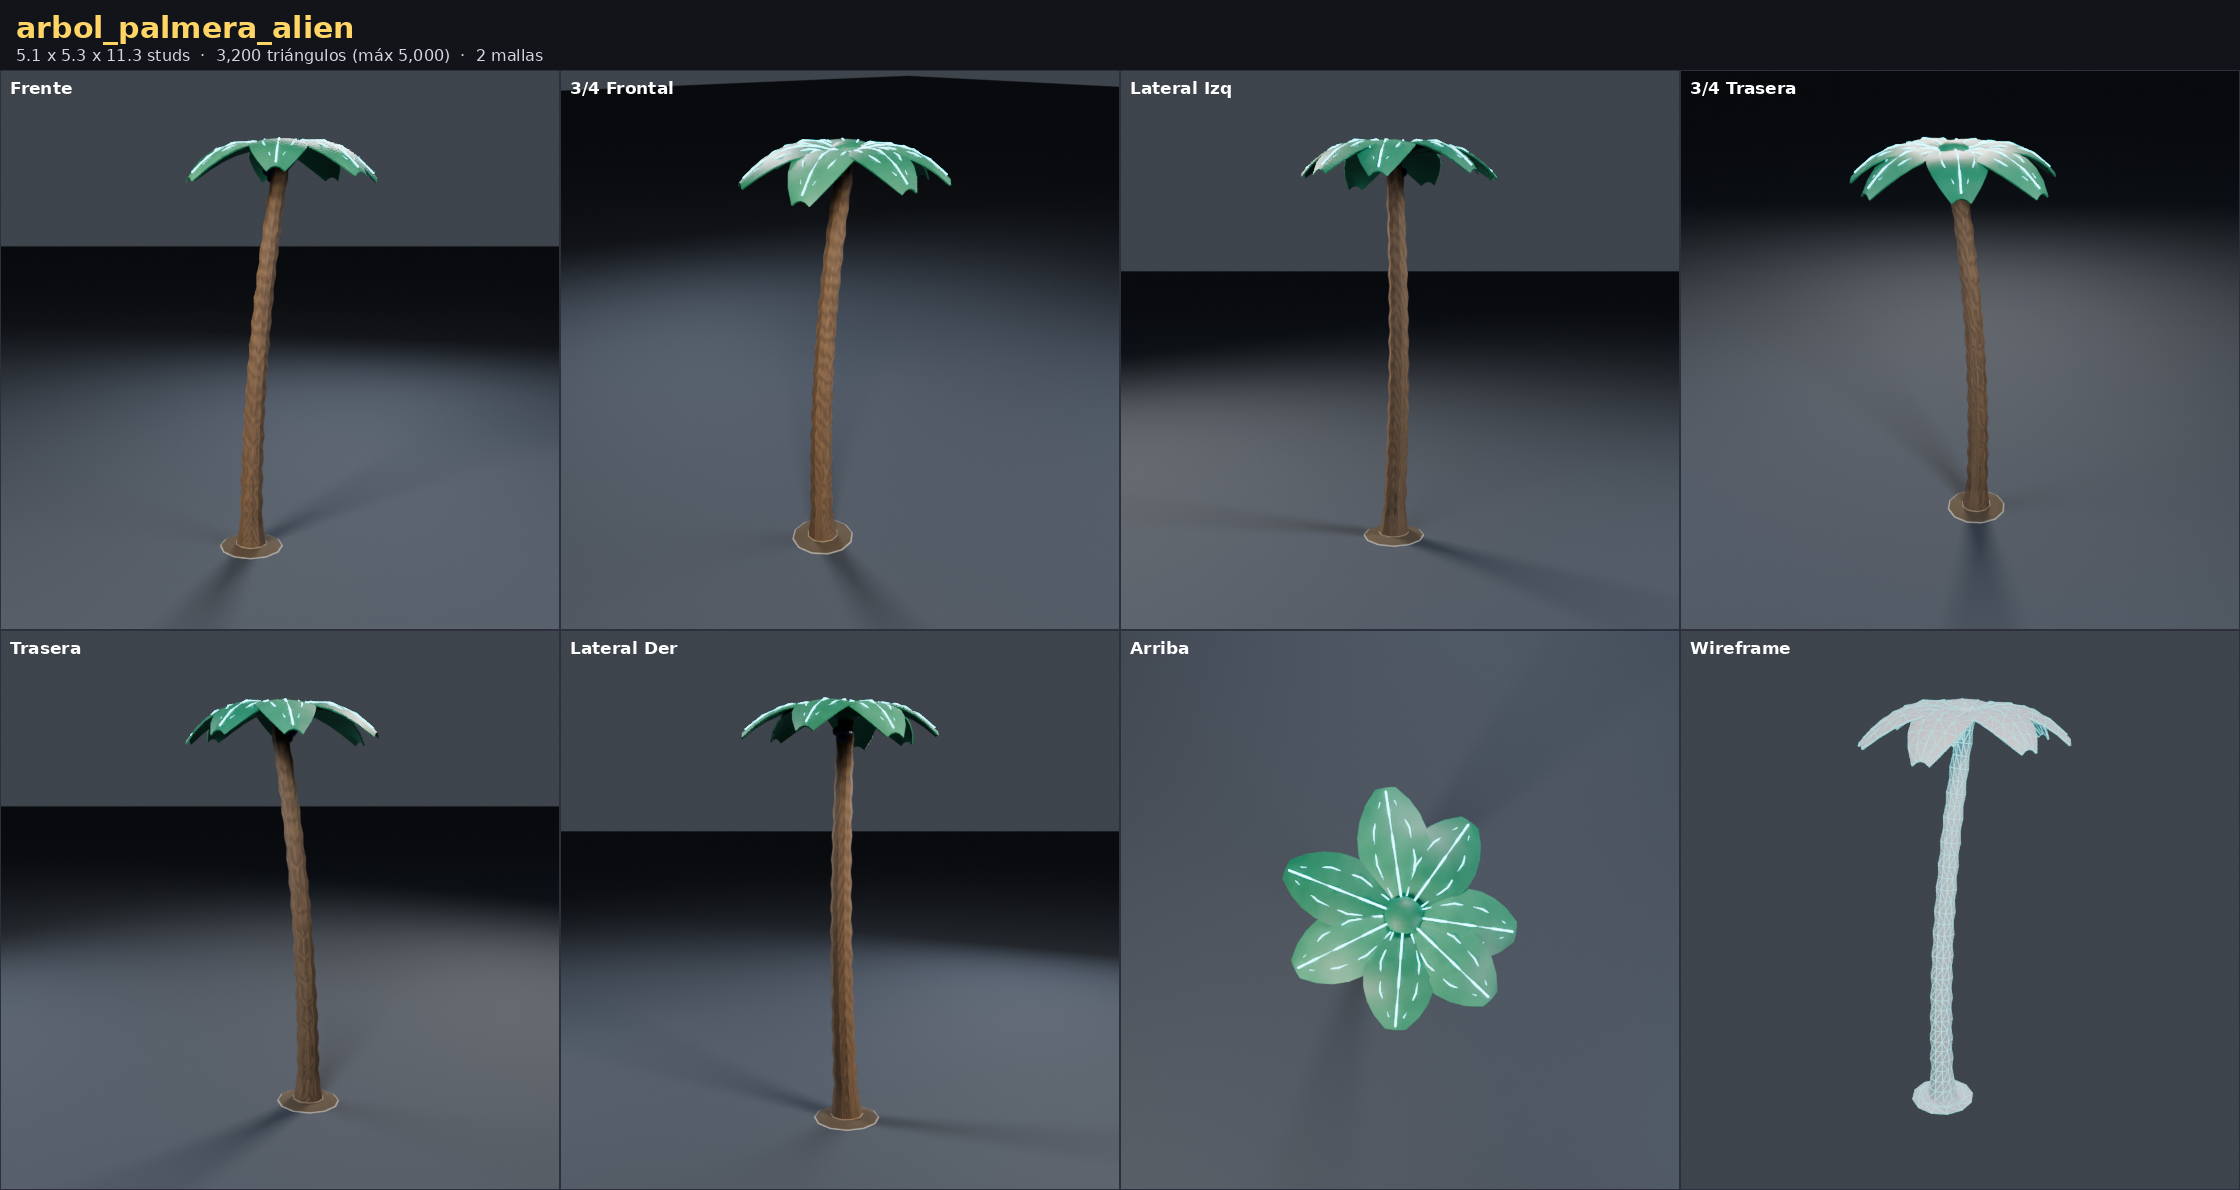 arbol_palmera_alien
5.1 x 5.3 x 11.3 studs · 3,200 triángulos (máx 5,000) · 2 mallas
Frente
3/4 Frontal
Lateral Izq
3/4 Trasera
Trasera
Lateral Der
Arriba
Wireframe